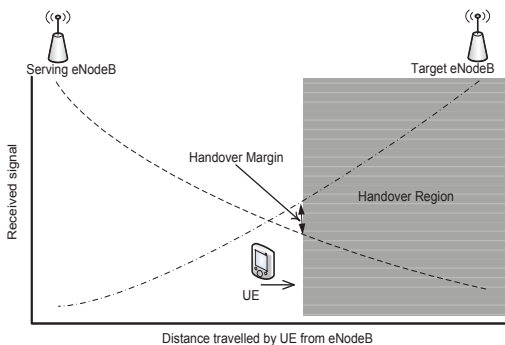 Serving eNodeB
Target eNodeB
Received signal
Handover Margin
Handover Region
UE
Distance travelled by UE from eNodeB